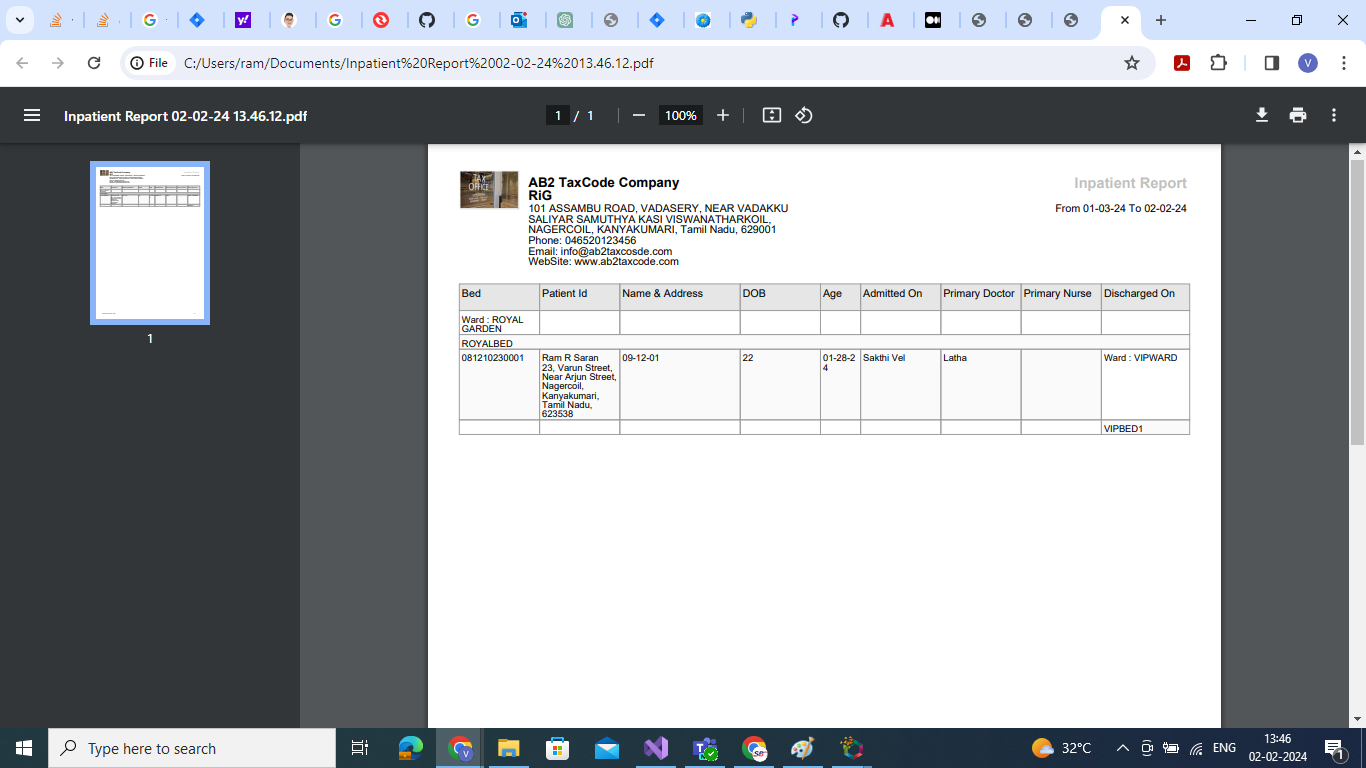 File
C:/Users/ram/Documents/Inpatient%20Report%2002-02-24%2013.46.12.pdf
V
Inpatient Report 02-02-24 13.46.12.pdf
1 / 1
100%
1
TAX
OFFICE
AB2 TaxCode Company
RiG
101 ASSAMBU ROAD, VADASERY, NEAR VADAKKU
SALIYAR SAMUTHYA KASI VISWANATHARKOIL,
NAGERCOIL, KANYAKUMARI, Tamil Nadu, 629001
Phone: 046520123456
Email: info@ab2taxcosde.com
WebSite: www.ab2taxcode.com
Inpatient Report
From 01-03-24 To 02-02-24
Bed Patient Id Name & Address DOB Age Admitted On Primary Doctor Primary Nurse Discharged On
Ward : ROYAL
GARDEN
ROYALBED
081210230001
Ram R Saran
23, Varun Street,
Near Arjun Street,
Nagercoil,
Kanyakumari,
Tamil Nadu,
623538
09-12-01
22
01-28-2
4
Sakthi Vel
Latha
Ward : VIPWARD
VIPBED1
Type here to search
32°C
ENG
13:46
02-02-2024
1